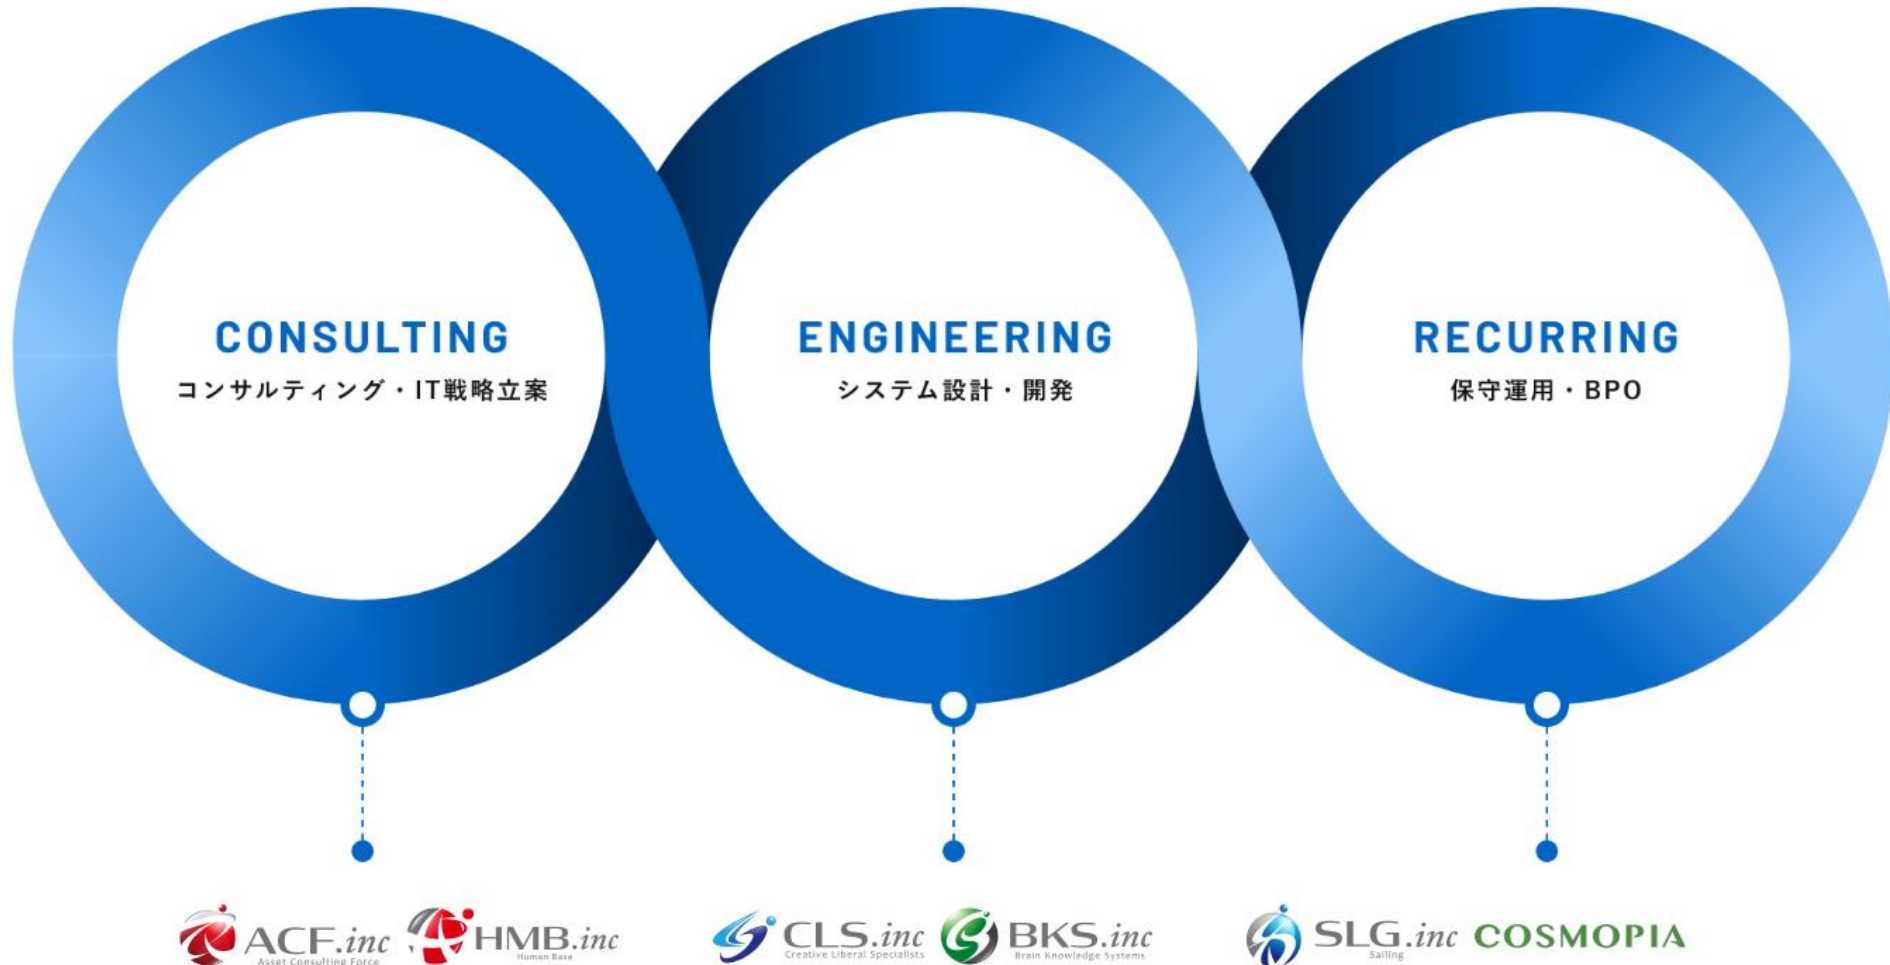 CONSULTING
コンサルティング・IT戦略立案
ENGINEERING
システム設計・開発
RECURRING
保守運用・BPO
ACF.inc
Asset Consulting Force
HMB.inc
Human Base
CLS.inc
Creative Liberal Specialists
BKS.inc
Brain Knowledge Systems
SLG.inc
Sailing
COSMOPIA